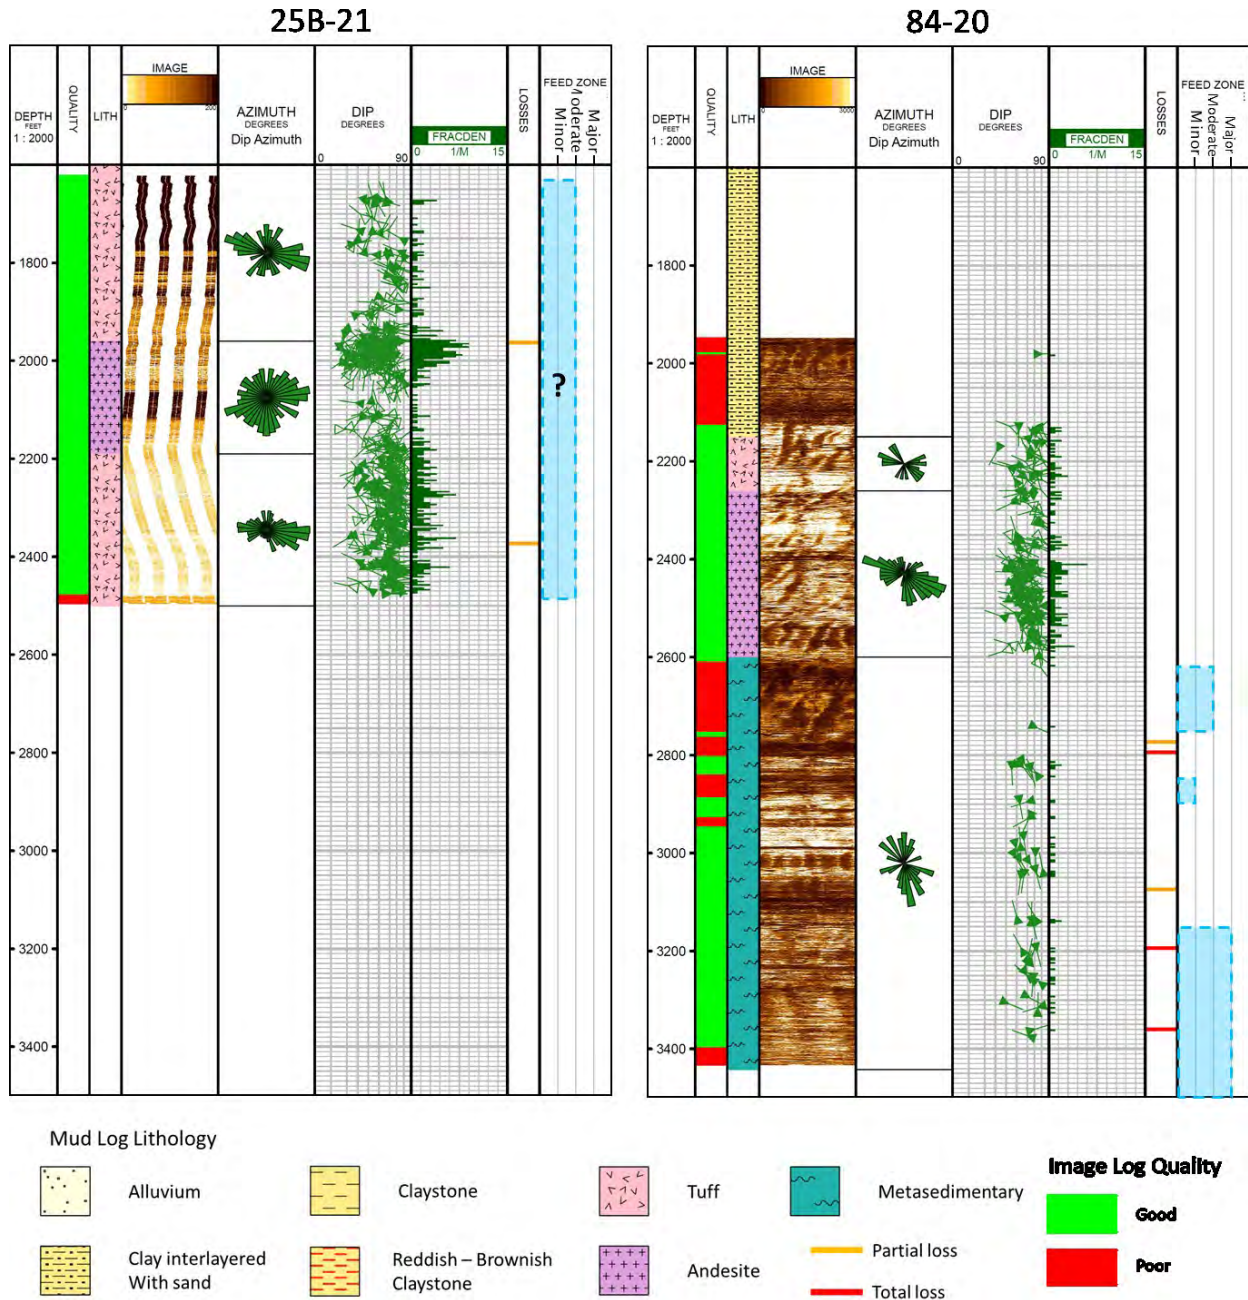 25B-21
84-20
DEPTH
FEET
1 : 2000
QUALITY
LITH
IMAGE
0
200
AZIMUTH
DEGREES
Dip Azimuth
DIP
DEGREES
0
90
FRACDEN
0 1/M 15
LOSSES
FEED ZONE
Minor
Moderate
Major
DEPTH
FEET
1 : 2000
QUALITY
LITH
IMAGE
0
3000
AZIMUTH
DEGREES
Dip Azimuth
DIP
DEGREES
0
90
FRACDEN
0 1/M 15
LOSSES
FEED ZONE
...
Minor
Moderate
Major
1800
2000
2200
2400
2600
2800
3000
3200
3400
?
1800
2000
2200
2400
2600
2800
3000
3200
3400
Mud Log Lithology
Alluvium
Claystone
Tuff
Metasedimentary
Clay interlayered
With sand
Reddish – Brownish
Claystone
Andesite
Partial loss
Total loss
Image Log Quality
Good
Poor